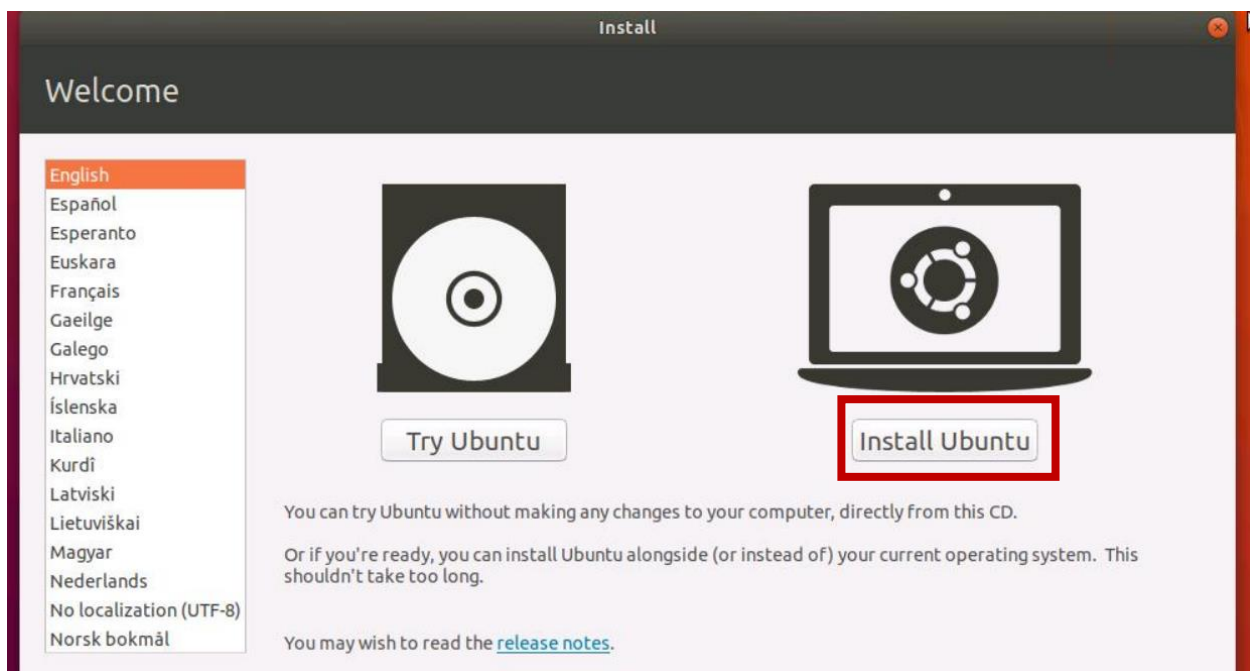 Install
Welcome
English
Español
Esperanto
Euskara
Français
Gaeilge
Galego
Hrvatski
Íslenska
Italiano
Kurdî
Latviski
Lietuviškai
Magyar
Nederlands
No localization (UTF-8)
Norsk bokmål
Try Ubuntu
Install Ubuntu
You can try Ubuntu without making any changes to your computer, directly from this CD.
Or if you're ready, you can install Ubuntu alongside (or instead of) your current operating system. This
shouldn't take too long.
You may wish to read the release notes.